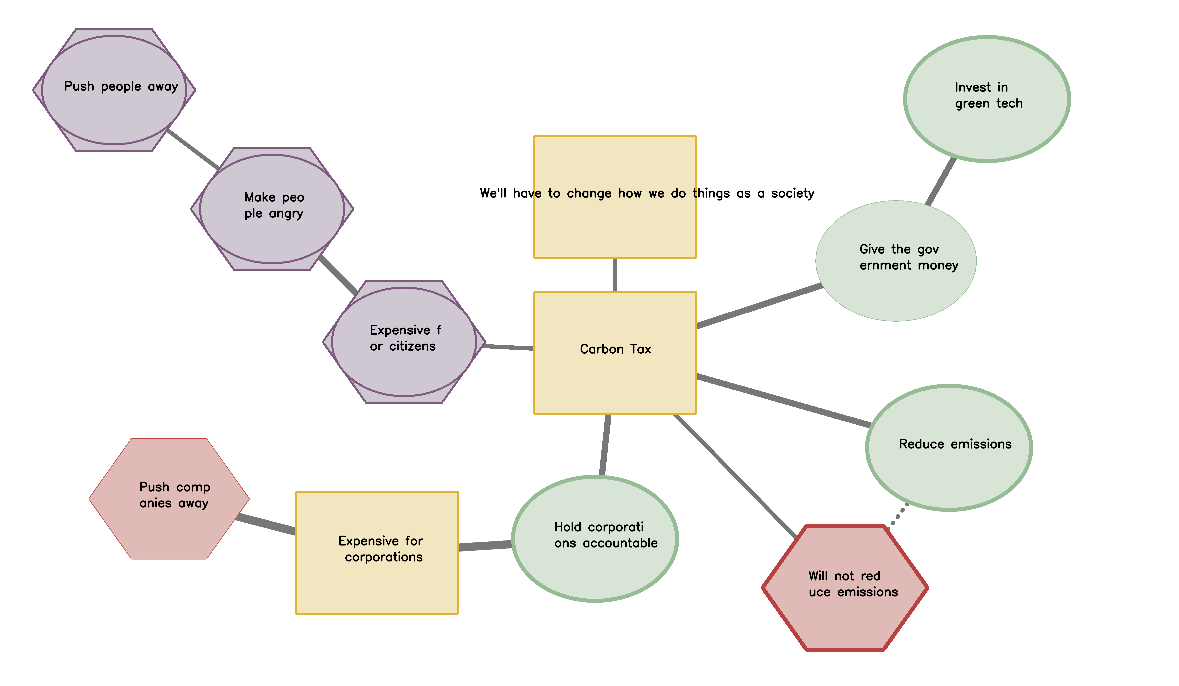 Push people away
Invest in
green tech
Make peo
ple angry
We'll have to change how we do things as a society
Give the gov
ernment money
Expensive f
or citizens
Carbon Tax
Reduce emissions
Push comp
anies away
Expensive for
corporations
Hold corporati
ons accountable
Will not red
uce emissions